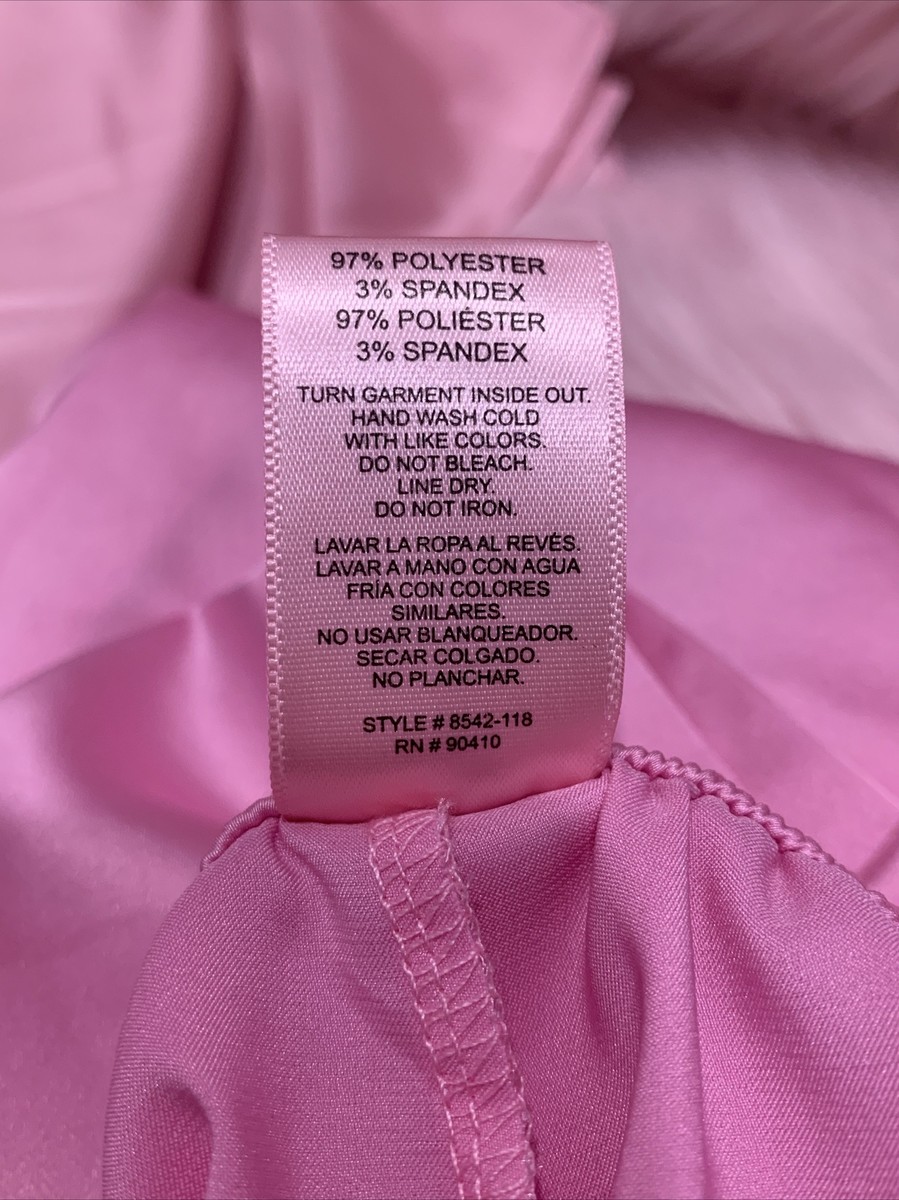 97% POLYESTER
3% SPANDEX
97% POLIÉSTER
3% SPANDEX
TURN GARMENT INSIDE OUT.
HAND WASH COLD
WITH LIKE COLORS.
DO NOT BLEACH.
LINE DRY.
DO NOT IRON.
LAVAR LA ROPA AL REVÉS.
LAVAR A MANO CON AGUA
FRÍA CON COLORES
SIMILARES.
NO USAR BLANQUEADOR.
SECAR COLGADO.
NO PLANCHAR.
STYLE # 8542-118
RN # 90410